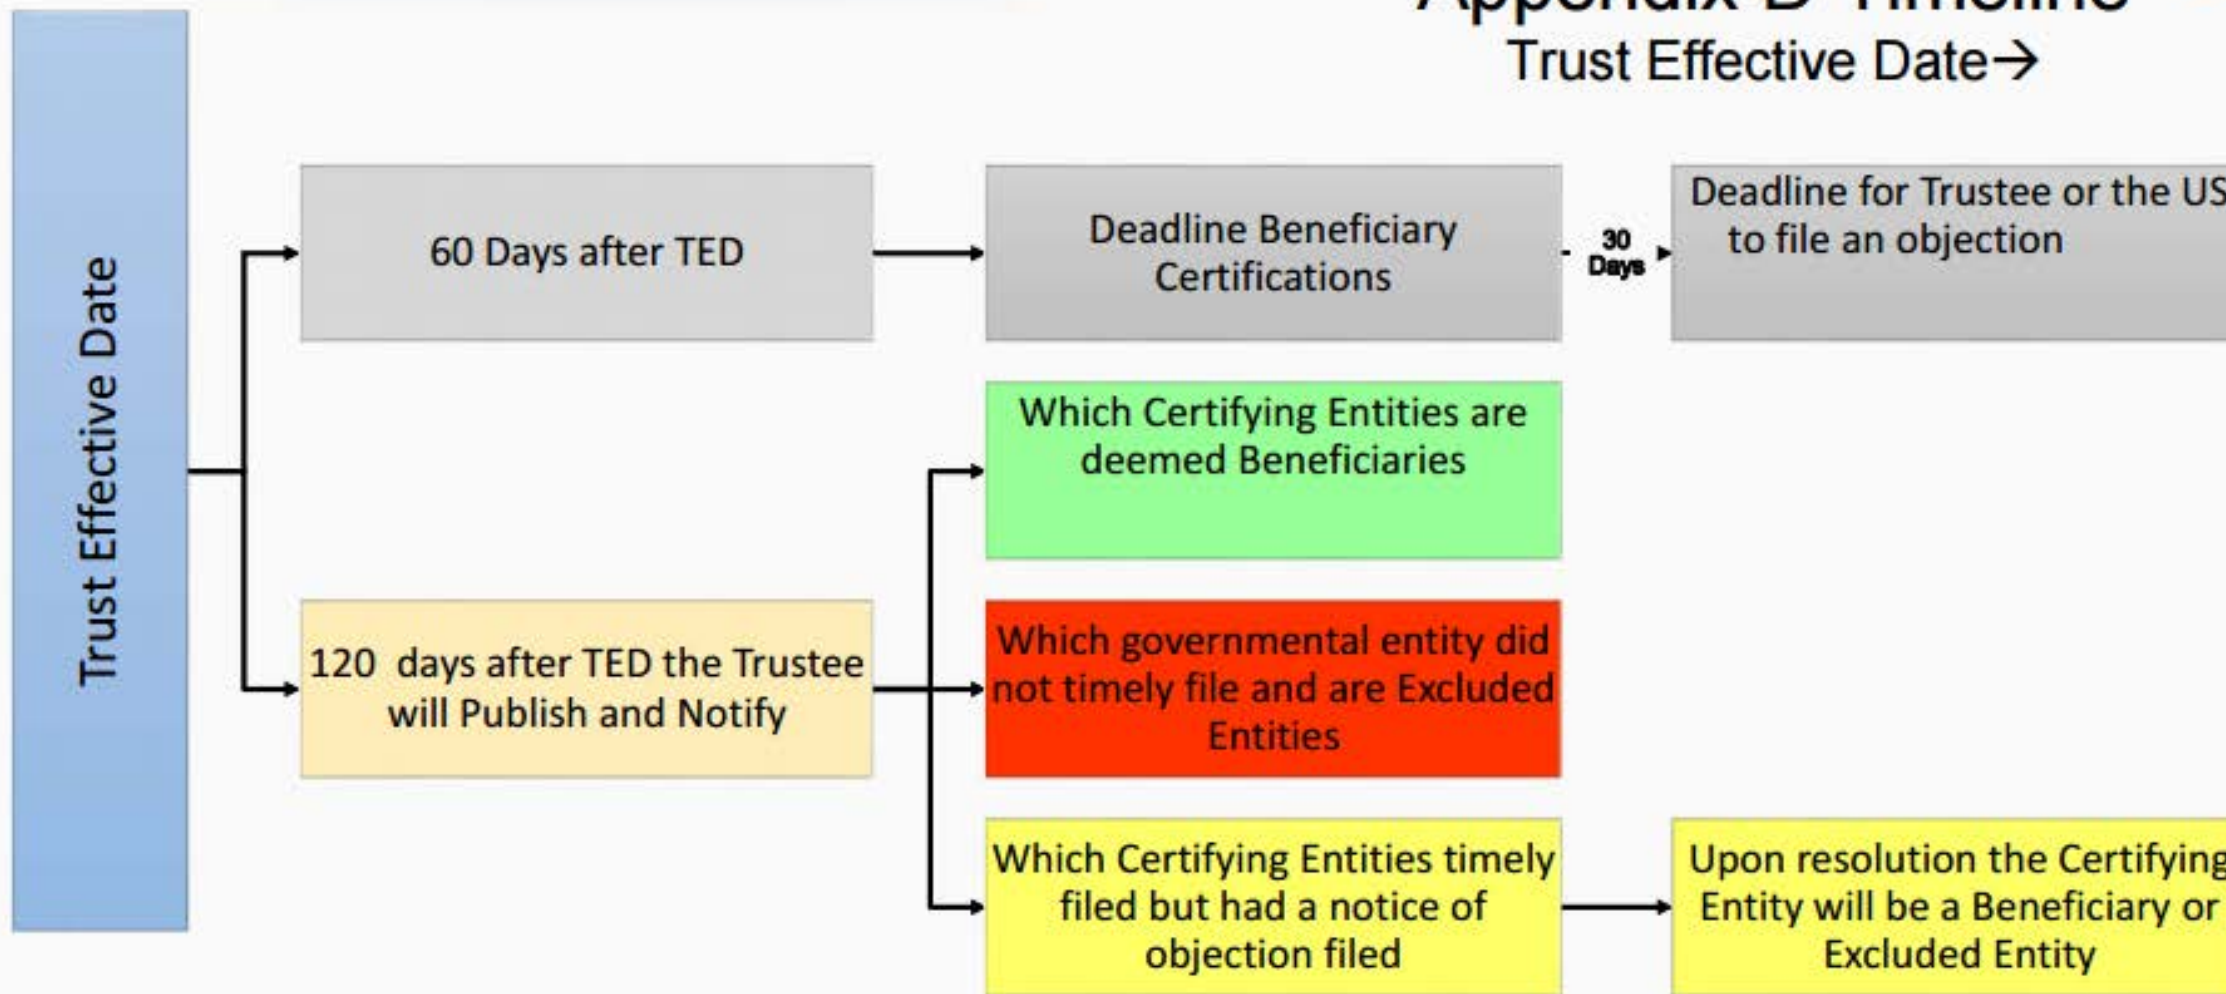 Appendix D Timeline
Trust Effective Date→
Trust Effective Date
60 Days after TED
Deadline Beneficiary
Certifications
30
Days
Deadline for Trustee or the US
to file an objection
Which Certifying Entities are
deemed Beneficiaries
120 days after TED the Trustee
will Publish and Notify
Which governmental entity did
not timely file and are Excluded
Entities
Which Certifying Entities timely
filed but had a notice of
objection filed
Upon resolution the Certifying
Entity will be a Beneficiary or
Excluded Entity